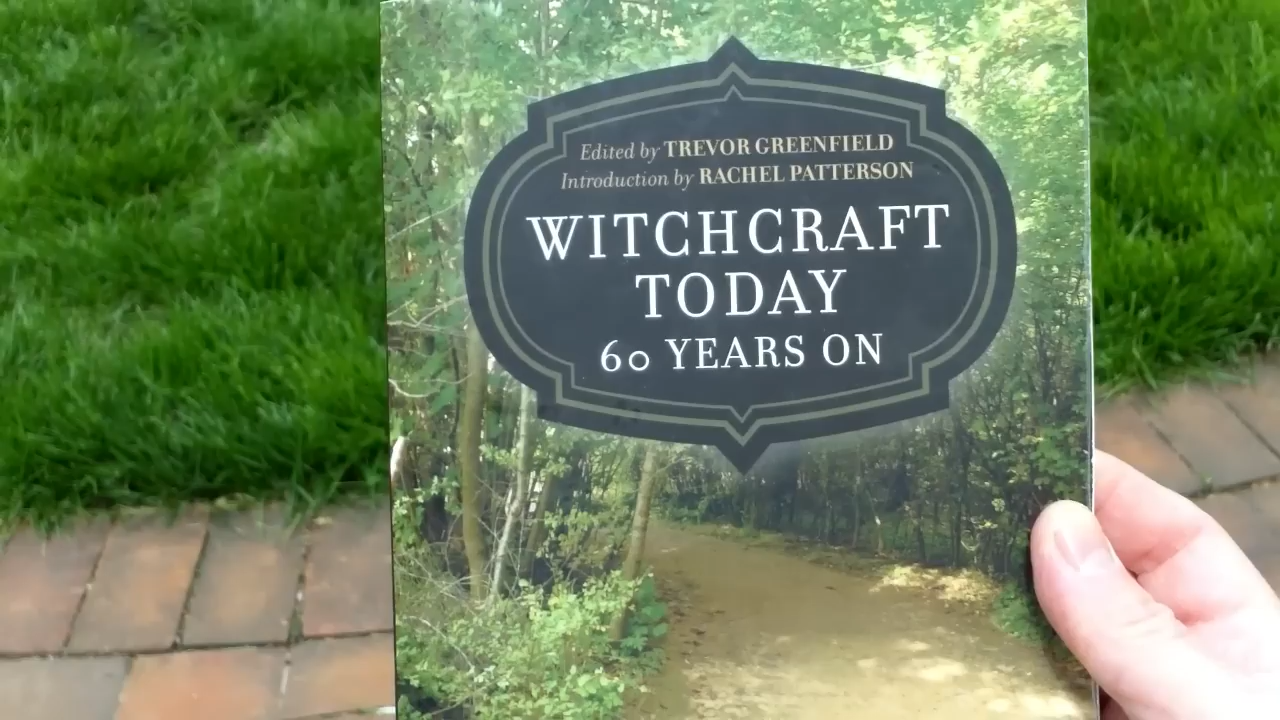 Edited by TREVOR GREENFIELD
Introduction by RACHEL PATTERSON
WITCHCRAFT
TODAY
60 YEARS ON